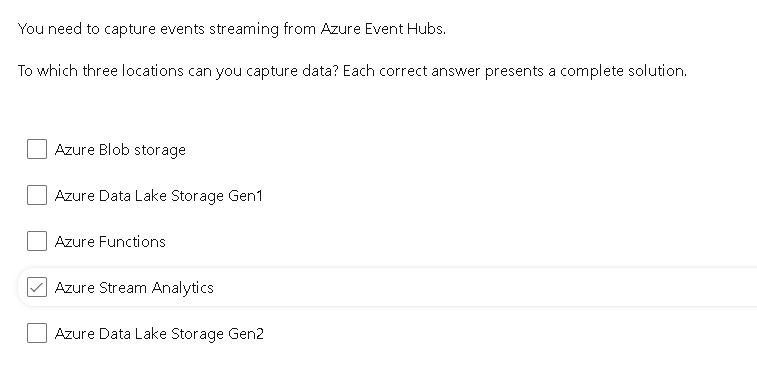 You need to capture events streaming from Azure Event Hubs.
To which three locations can you capture data? Each correct answer presents a complete solution.
Azure Blob storage
Azure Data Lake Storage Gen1
Azure Functions
Azure Stream Analytics
Azure Data Lake Storage Gen2